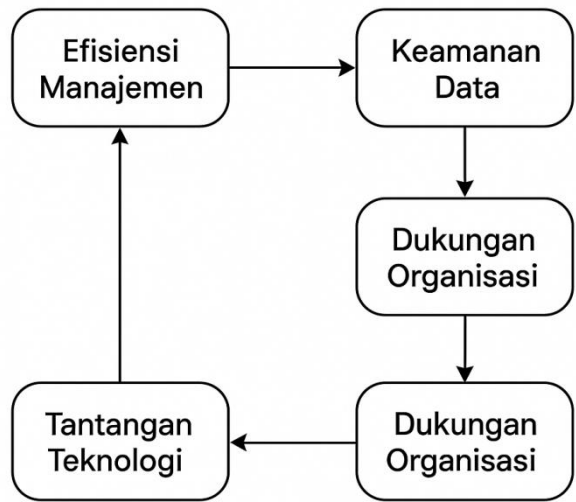 Efisiensi
Manajemen
Keamanan
Data
Dukungan
Organisasi
Tantangan
Teknologi
Dukungan
Organisasi